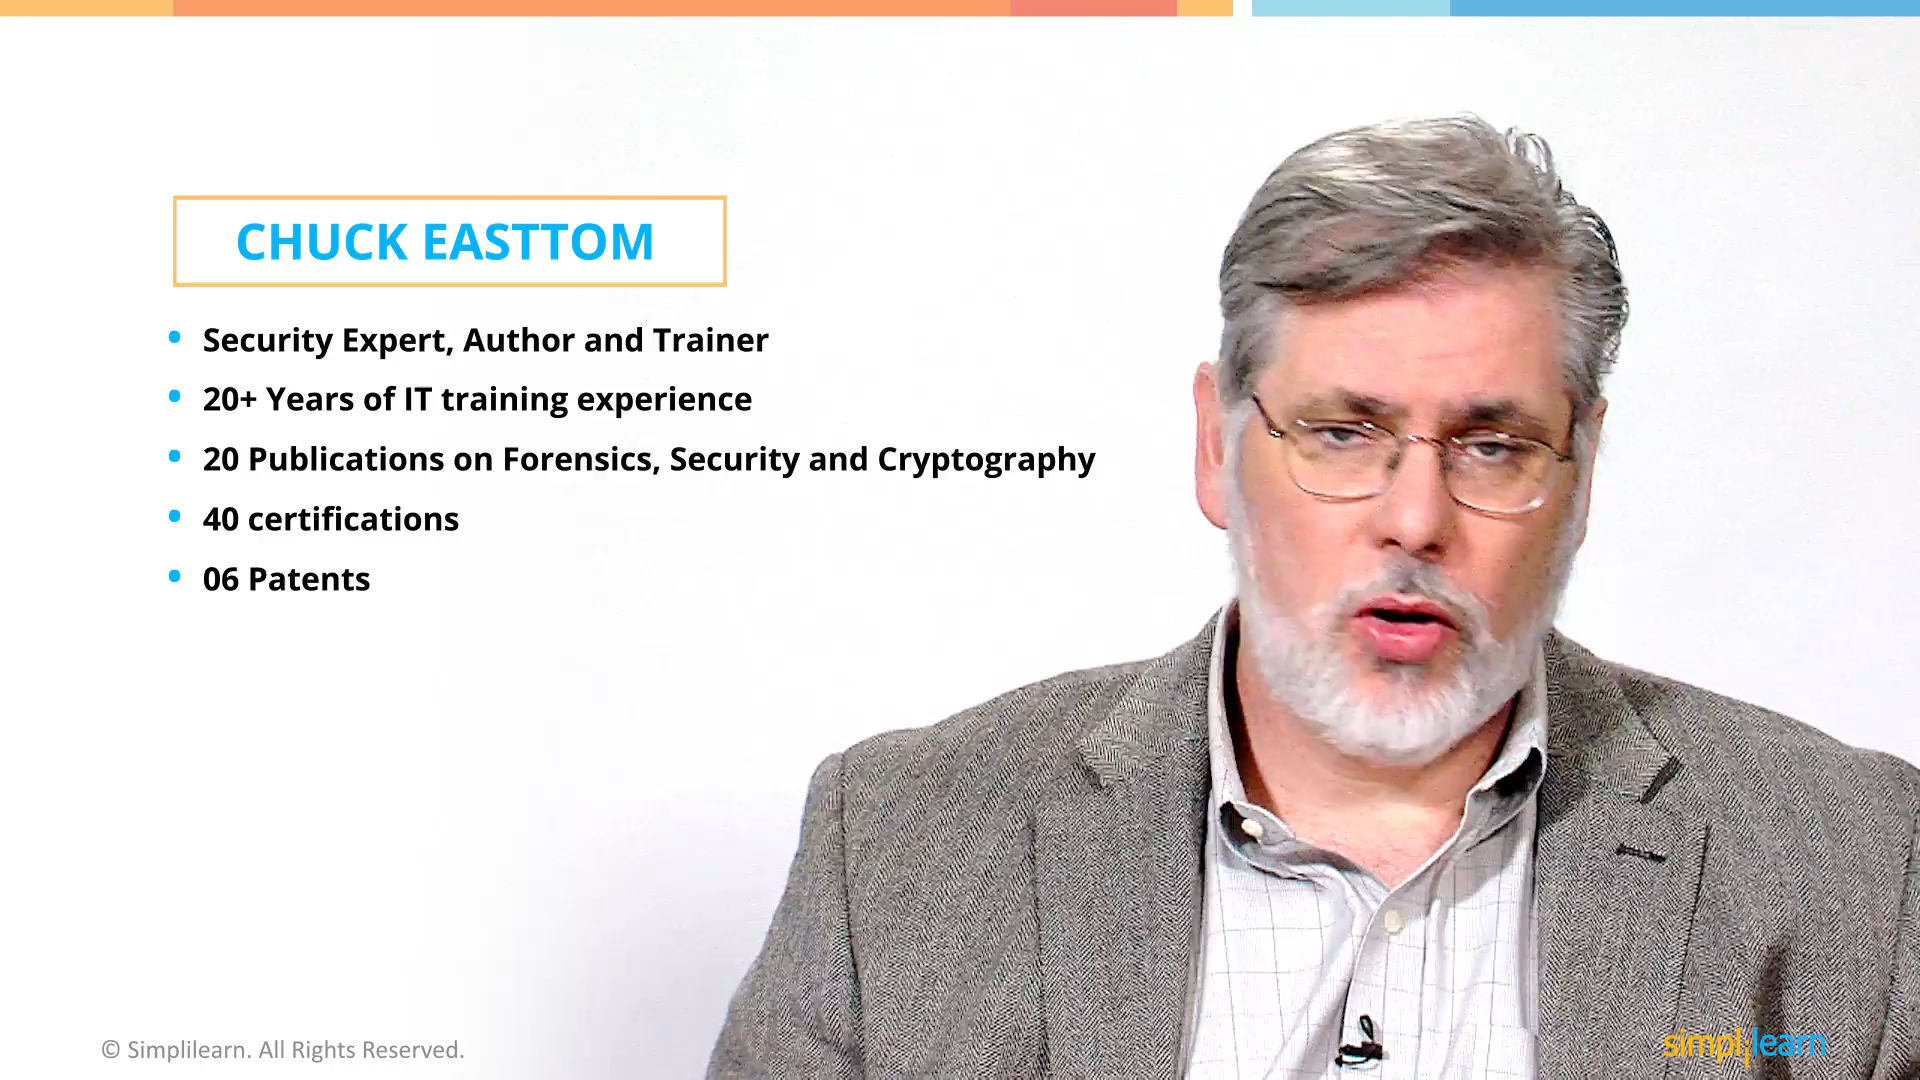 CHUCK EASTTOM
• Security Expert, Author and Trainer
• 20+ Years of IT training experience
• 20 Publications on Forensics, Security and Cryptography
• 40 certifications
• 06 Patents
© Simplilearn. All Rights Reserved.
simplilearn